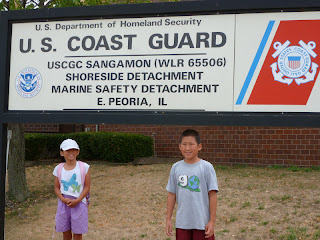 U.S. Department of Homeland Security
U.S. COAST GUARD
USCGC SANGAMON (WLR 65506)
SHORESIDE DETACHMENT
MARINE SAFETY DETACHMENT
E. PEORIA, IL